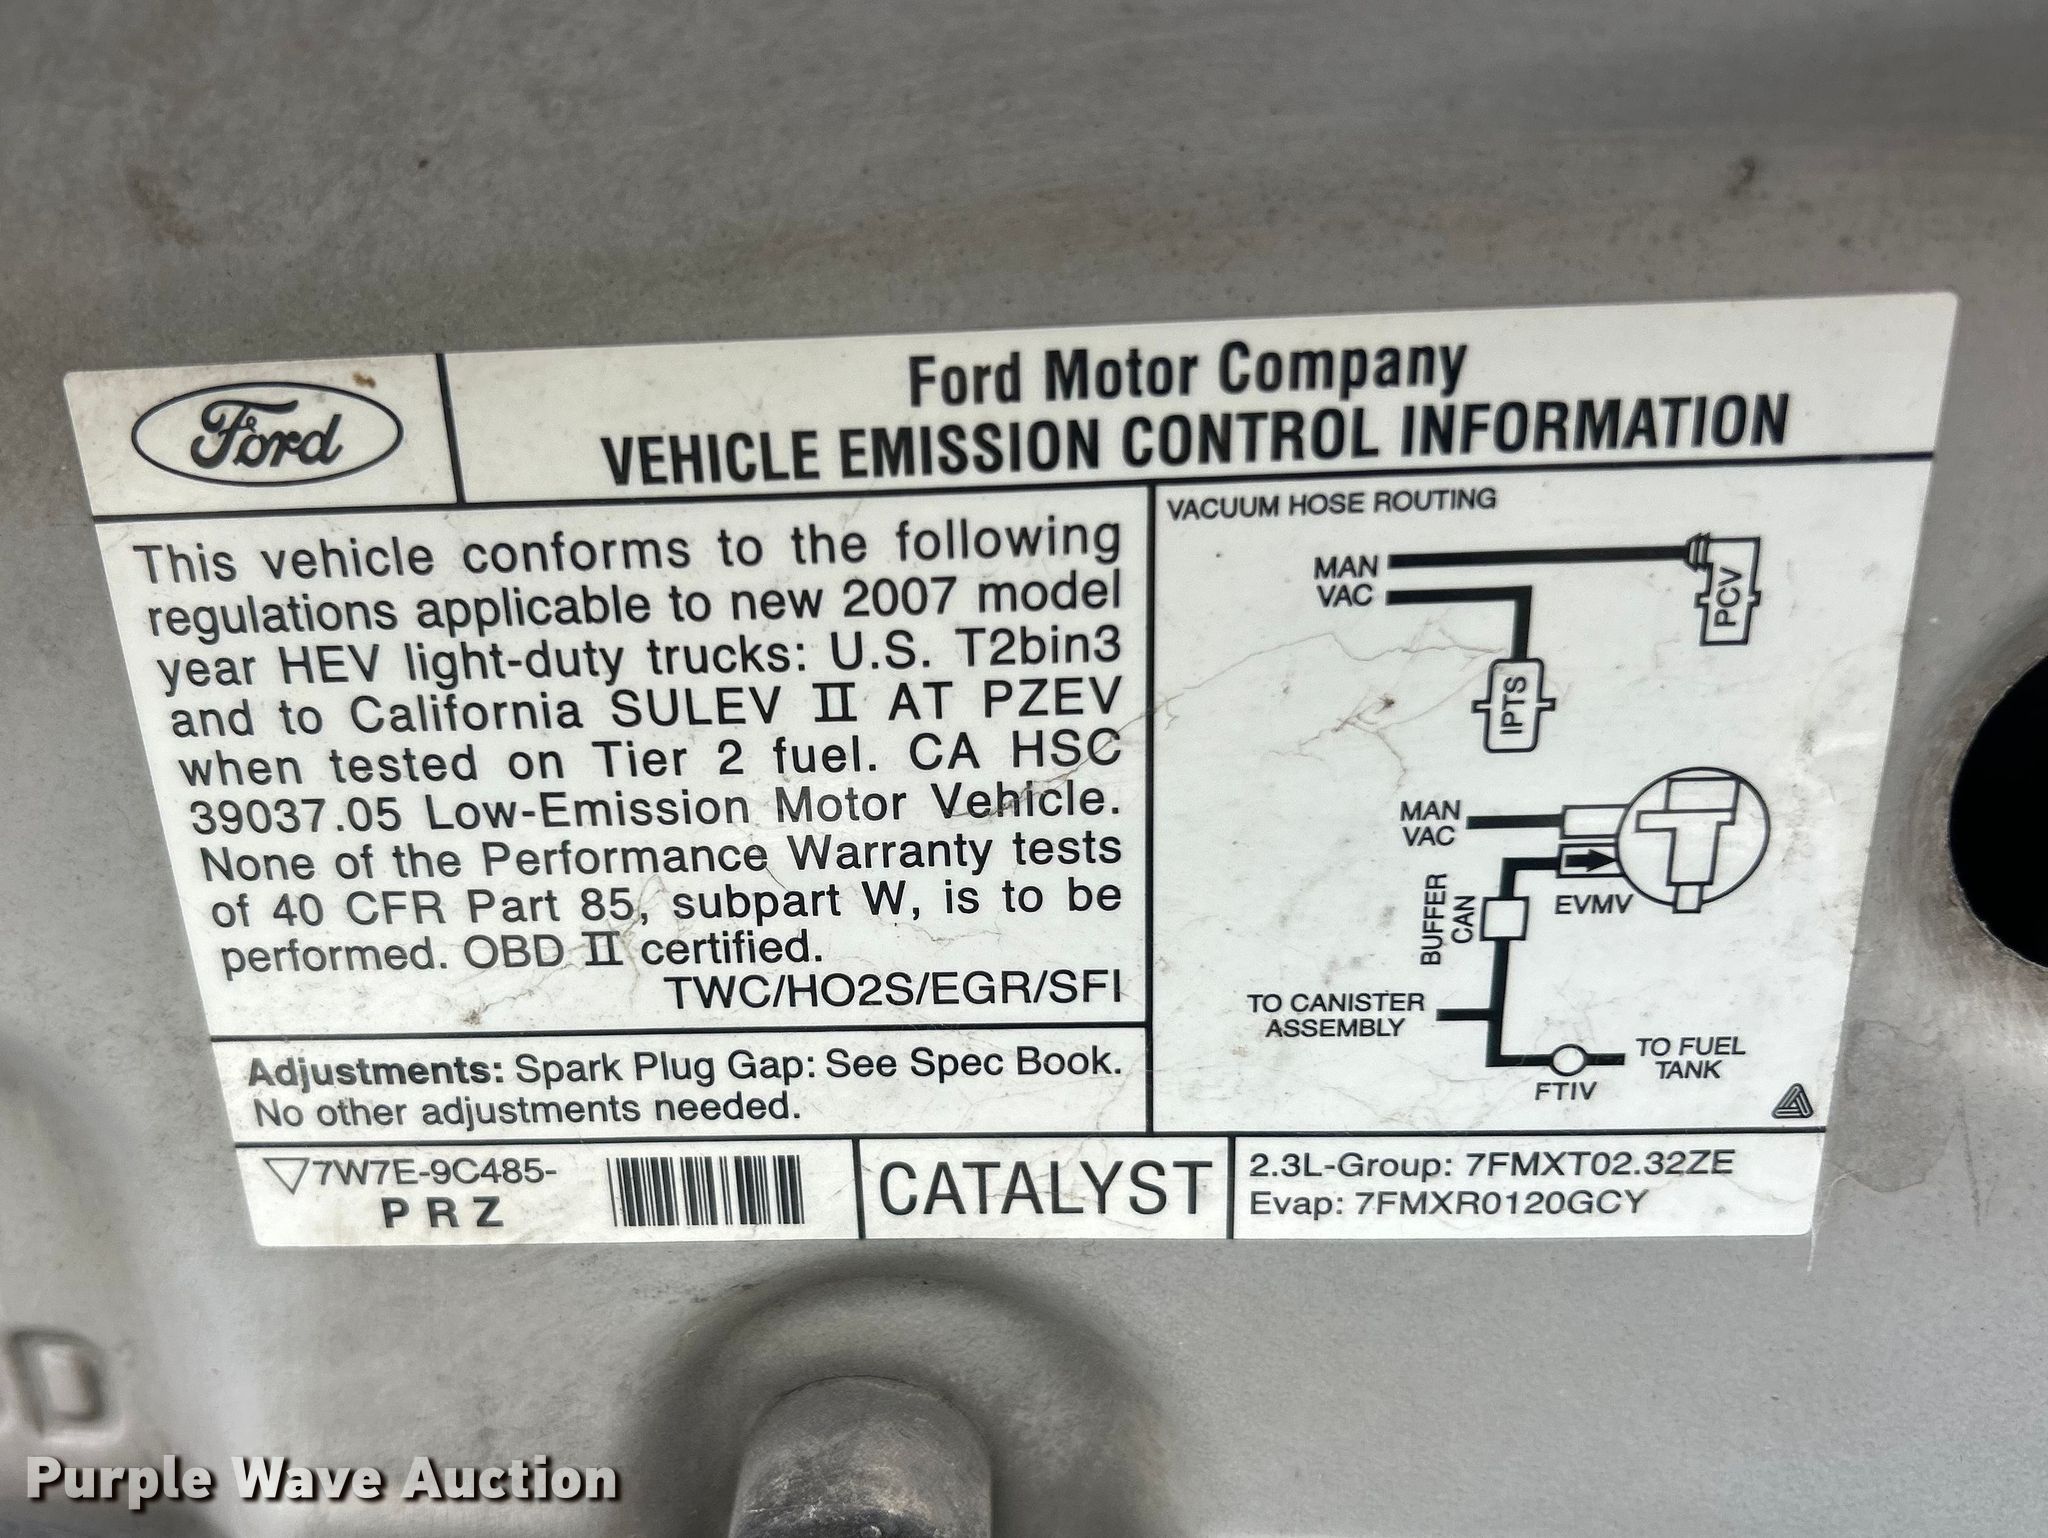 Ford
Ford Motor Company
VEHICLE EMISSION CONTROL INFORMATION
This vehicle conforms to the following
regulations applicable to new 2007 model
year HEV light-duty trucks: U.S. T2bin3
and to California SULEV II AT PZEV
when tested on Tier 2 fuel. CA HSC
39037.05 Low-Emission Motor Vehicle.
None of the Performance Warranty tests
of 40 CFR Part 85, subpart W, is to be
performed. OBD II certified.
TWC/HO2S/EGR/SFI
Adjustments: Spark Plug Gap: See Spec Book.
No other adjustments needed.
VACUUM HOSE ROUTING
MAN
VAC
PCV
IPTS
MAN
VAC
BUFFER
CAN
EVMV
TO CANISTER
ASSEMBLY
TO FUEL
TANK
FTIV
7W7E-9C485-
PRZ
CATALYST
2.3L-Group: 7FMXT02.32ZE
Evap: 7FMXR0120GCY
Purple Wave Auction